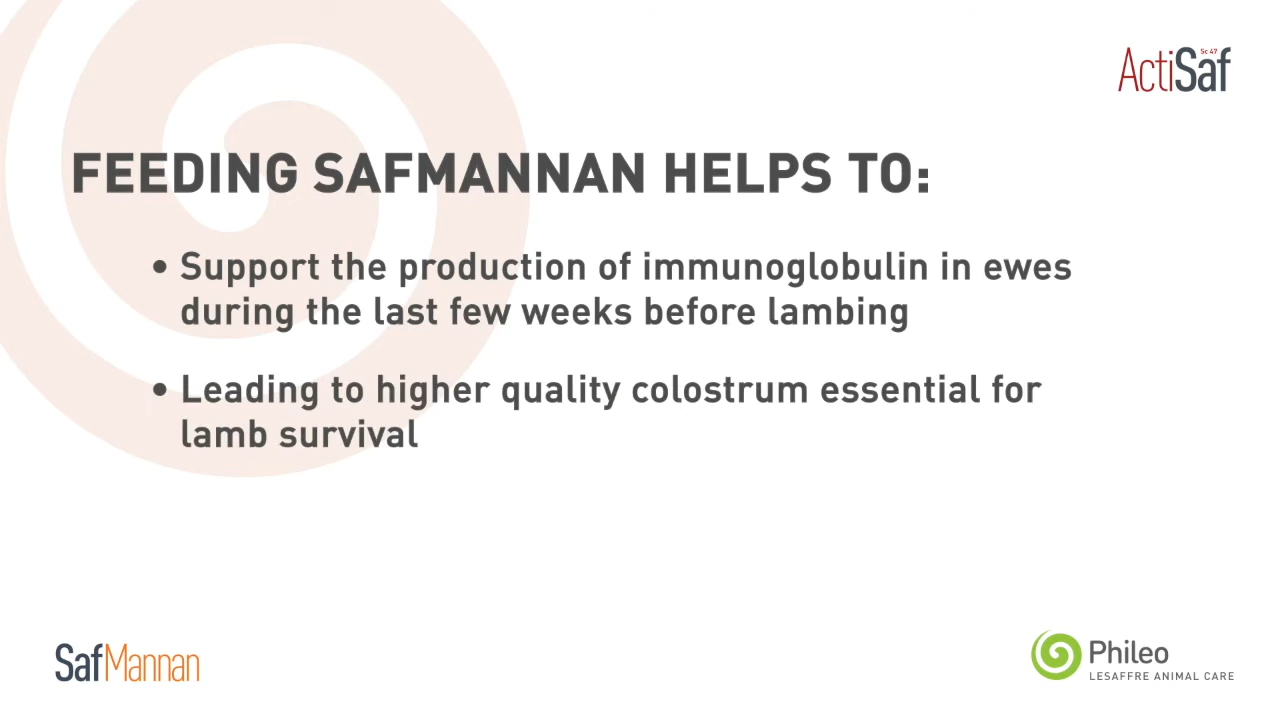 ActiSaf Sc 47
FEEDING SAFMANNAN HELPS TO:
• Support the production of immunoglobulin in ewes
during the last few weeks before lambing
• Leading to higher quality colostrum essential for
lamb survival
SafMannan
Phileo
LESAFFRE ANIMAL CARE